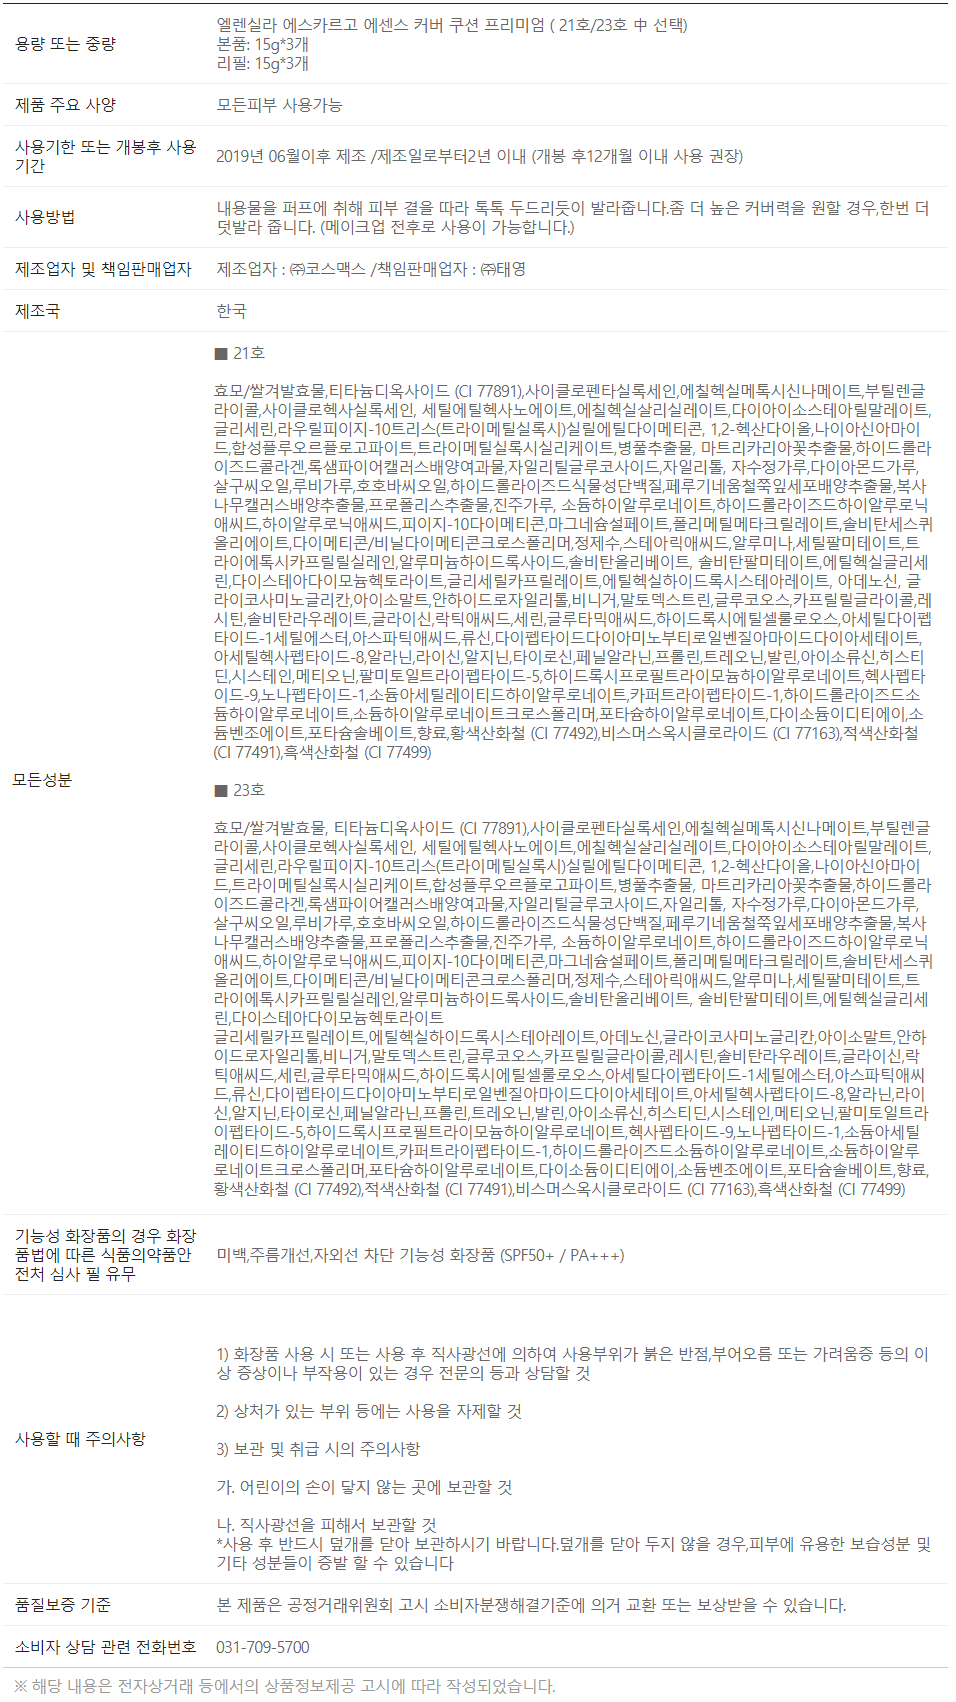 용량 또는 중량
엘렌실라 에스카르고 에센스 커버 쿠션 프리미엄 ( 21호/23호 中 선택)
본품: 15g*3개
리필: 15g*3개
제품 주요 사양
모든피부 사용가능
사용기한 또는 개봉후 사용
기간
2019년 06월이후 제조 /제조일로부터2년 이내 (개봉 후12개월 이내 사용 권장)
사용방법
내용물을 퍼프에 취해 피부 결을 따라 톡톡 두드리듯이 발라줍니다.좀 더 높은 커버력을 원할 경우,한번 더
덧발라 줍니다. (메이크업 전후로 사용이 가능합니다.)
제조업자 및 책임판매업자
제조업자 : ㈜코스맥스 /책임판매업자 : ㈜태영
제조국
한국
모든성분
■ 21호
효모/쌀겨발효물,티타늄디옥사이드 (CI 77891),사이클로펜타실록세인,에칠헥실메톡시신나메이트,부틸렌글
라이콜,사이클로헥사실록세인, 세틸에틸헥사노에이트,에칠헥실살리실레이트,다이아이소스테아릴말레이트,
글리세린,라우릴피이지-10트리스(트라이메틸실록시)실릴에틸다이메티콘, 1,2-헥산다이올,나이아신아마이
드,합성플루오르플로고파이트,트라이메틸실록시실리케이트,병풀추출물, 마트리카리아꽃추출물,하이드롤라
이즈드콜라겐,록샘파이어캘러스배양여과물,자일리틸글루코사이드,자일리톨, 자수정가루,다이아몬드가루,
살구씨오일,루비가루,호호바씨오일,하이드롤라이즈드식물성단백질,페루기네움철쭉잎세포배양추출물,복사
나무캘러스배양추출물,프로폴리스추출물,진주가루, 소듐하이알루로네이트,하이드롤라이즈드하이알루로닉
애씨드,하이알루로닉애씨드,피이지-10다이메티콘,마그네슘설페이트,폴리메틸메타크릴레이트,솔비탄세스퀴
올리에이트,다이메티콘/비닐다이메티콘크로스폴리머,정제수,스테아릭애씨드,알루미나,세틸팔미테이트,트
라이에톡시카프릴릴실레인,알루미늄하이드록사이드,솔비탄올리베이트, 솔비탄팔미테이트,에틸헥실글리세
린,다이스테아다이모늄헥토라이트,글리세릴카프릴레이트,에틸헥실하이드록시스테아레이트, 아데노신, 글
라이코사미노글리칸,아이소말트,안하이드로자일리톨,비니거,말토덱스트린,글루코오스,카프릴릴글라이콜,레
시틴,솔비탄라우레이트,글라이신,락틱애씨드,세린,글루타믹애씨드,하이드록시에틸셀룰로오스,아세틸다이펩
타이드-1세틸에스터,아스파틱애씨드,류신,다이펩타이드다이아미노부티로일벤질아마이드다이아세테이트,
아세틸헥사펩타이드-8,알라닌,라이신,알지닌,타이로신,페닐알라닌,프롤린,트레오닌,발린,아이소류신,히스티
딘,시스테인,메티오닌,팔미토일트라이펩타이드-5,하이드록시프로필트라이모늄하이알루로네이트,헥사펩타
이드-9,노나펩타이드-1,소듐아세틸레이티드하이알루로네이트,카퍼트라이펩타이드-1,하이드롤라이즈드소
듐하이알루로네이트,소듐하이알루로네이트크로스폴리머,포타슘하이알루로네이트,다이소듐이디티에이,소
듐벤조에이트,포타슘솔베이트,향료,황색산화철 (CI 77492),비스머스옥시클로라이드 (CI 77163),적색산화철
(CI 77491),흑색산화철 (CI 77499)
■ 23호
효모/쌀겨발효물, 티타늄디옥사이드 (CI 77891),사이클로펜타실록세인,에칠헥실메톡시신나메이트,부틸렌글
라이콜,사이클로헥사실록세인, 세틸에틸헥사노에이트,에칠헥실살리실레이트,다이아이소스테아릴말레이트,
글리세린,라우릴피이지-10트리스(트라이메틸실록시)실릴에틸다이메티콘, 1,2-헥산다이올,나이아신아마이
드,트라이메틸실록시실리케이트,합성플루오르플로고파이트,병풀추출물, 마트리카리아꽃추출물,하이드롤라
이즈드콜라겐,록샘파이어캘러스배양여과물,자일리틸글루코사이드,자일리톨, 자수정가루,다이아몬드가루,
살구씨오일,루비가루,호호바씨오일,하이드롤라이즈드식물성단백질,페루기네움철쭉잎세포배양추출물,복사
나무캘러스배양추출물,프로폴리스추출물,진주가루, 소듐하이알루로네이트,하이드롤라이즈드하이알루로닉
애씨드,하이알루로닉애씨드,피이지-10다이메티콘,마그네슘설페이트,폴리메틸메타크릴레이트,솔비탄세스퀴
올리에이트,다이메티콘/비닐다이메티콘크로스폴리머,정제수,스테아릭애씨드,알루미나,세틸팔미테이트,트
라이에톡시카프릴릴실레인,알루미늄하이드록사이드,솔비탄올리베이트, 솔비탄팔미테이트,에틸헥실글리세
린,다이스테아다이모늄헥토라이트
글리세릴카프릴레이트,에틸헥실하이드록시스테아레이트,아데노신,글라이코사미노글리칸,아이소말트,안하
이드로자일리톨,비니거,말토덱스트린,글루코오스,카프릴릴글라이콜,레시틴,솔비탄라우레이트,글라이신,락
틱애씨드,세린,글루타믹애씨드,하이드록시에틸셀룰로오스,아세틸다이펩타이드-1세틸에스터,아스파틱애씨
드,류신,다이펩타이드다이아미노부티로일벤질아마이드다이아세테이트,아세틸헥사펩타이드-8,알라닌,라이
신,알지닌,타이로신,페닐알라닌,프롤린,트레오닌,발린,아이소류신,히스티딘,시스테인,메티오닌,팔미토일트라
이펩타이드-5,하이드록시프로필트라이모늄하이알루로네이트,헥사펩타이드-9,노나펩타이드-1,소듐아세틸
레이티드하이알루로네이트,카퍼트라이펩타이드-1,하이드롤라이즈드소듐하이알루로네이트,소듐하이알루
로네이트크로스폴리머,포타슘하이알루로네이트,다이소듐이디티에이,소듐벤조에이트,포타슘솔베이트,향료,
황색산화철 (CI 77492),적색산화철 (CI 77491),비스머스옥시클로라이드 (CI 77163),흑색산화철 (CI 77499)
기능성 화장품의 경우 화장
품법에 따른 식품의약품안
전처 심사 필 유무
미백,주름개선,자외선 차단 기능성 화장품 (SPF50+ / PA+++)
사용할 때 주의사항
1) 화장품 사용 시 또는 사용 후 직사광선에 의하여 사용부위가 붉은 반점,부어오름 또는 가려움증 등의 이
상 증상이나 부작용이 있는 경우 전문의 등과 상담할 것
2) 상처가 있는 부위 등에는 사용을 자제할 것
3) 보관 및 취급 시의 주의사항
가. 어린이의 손이 닿지 않는 곳에 보관할 것
나. 직사광선을 피해서 보관할 것
*사용 후 반드시 덮개를 닫아 보관하시기 바랍니다.덮개를 닫아 두지 않을 경우,피부에 유용한 보습성분 및
기타 성분들이 증발 할 수 있습니다
품질보증 기준
본 제품은 공정거래위원회 고시 소비자분쟁해결기준에 의거 교환 또는 보상받을 수 있습니다.
소비자 상담 관련 전화번호
031-709-5700
※ 해당 내용은 전자상거래 등에서의 상품정보제공 고시에 따라 작성되었습니다.